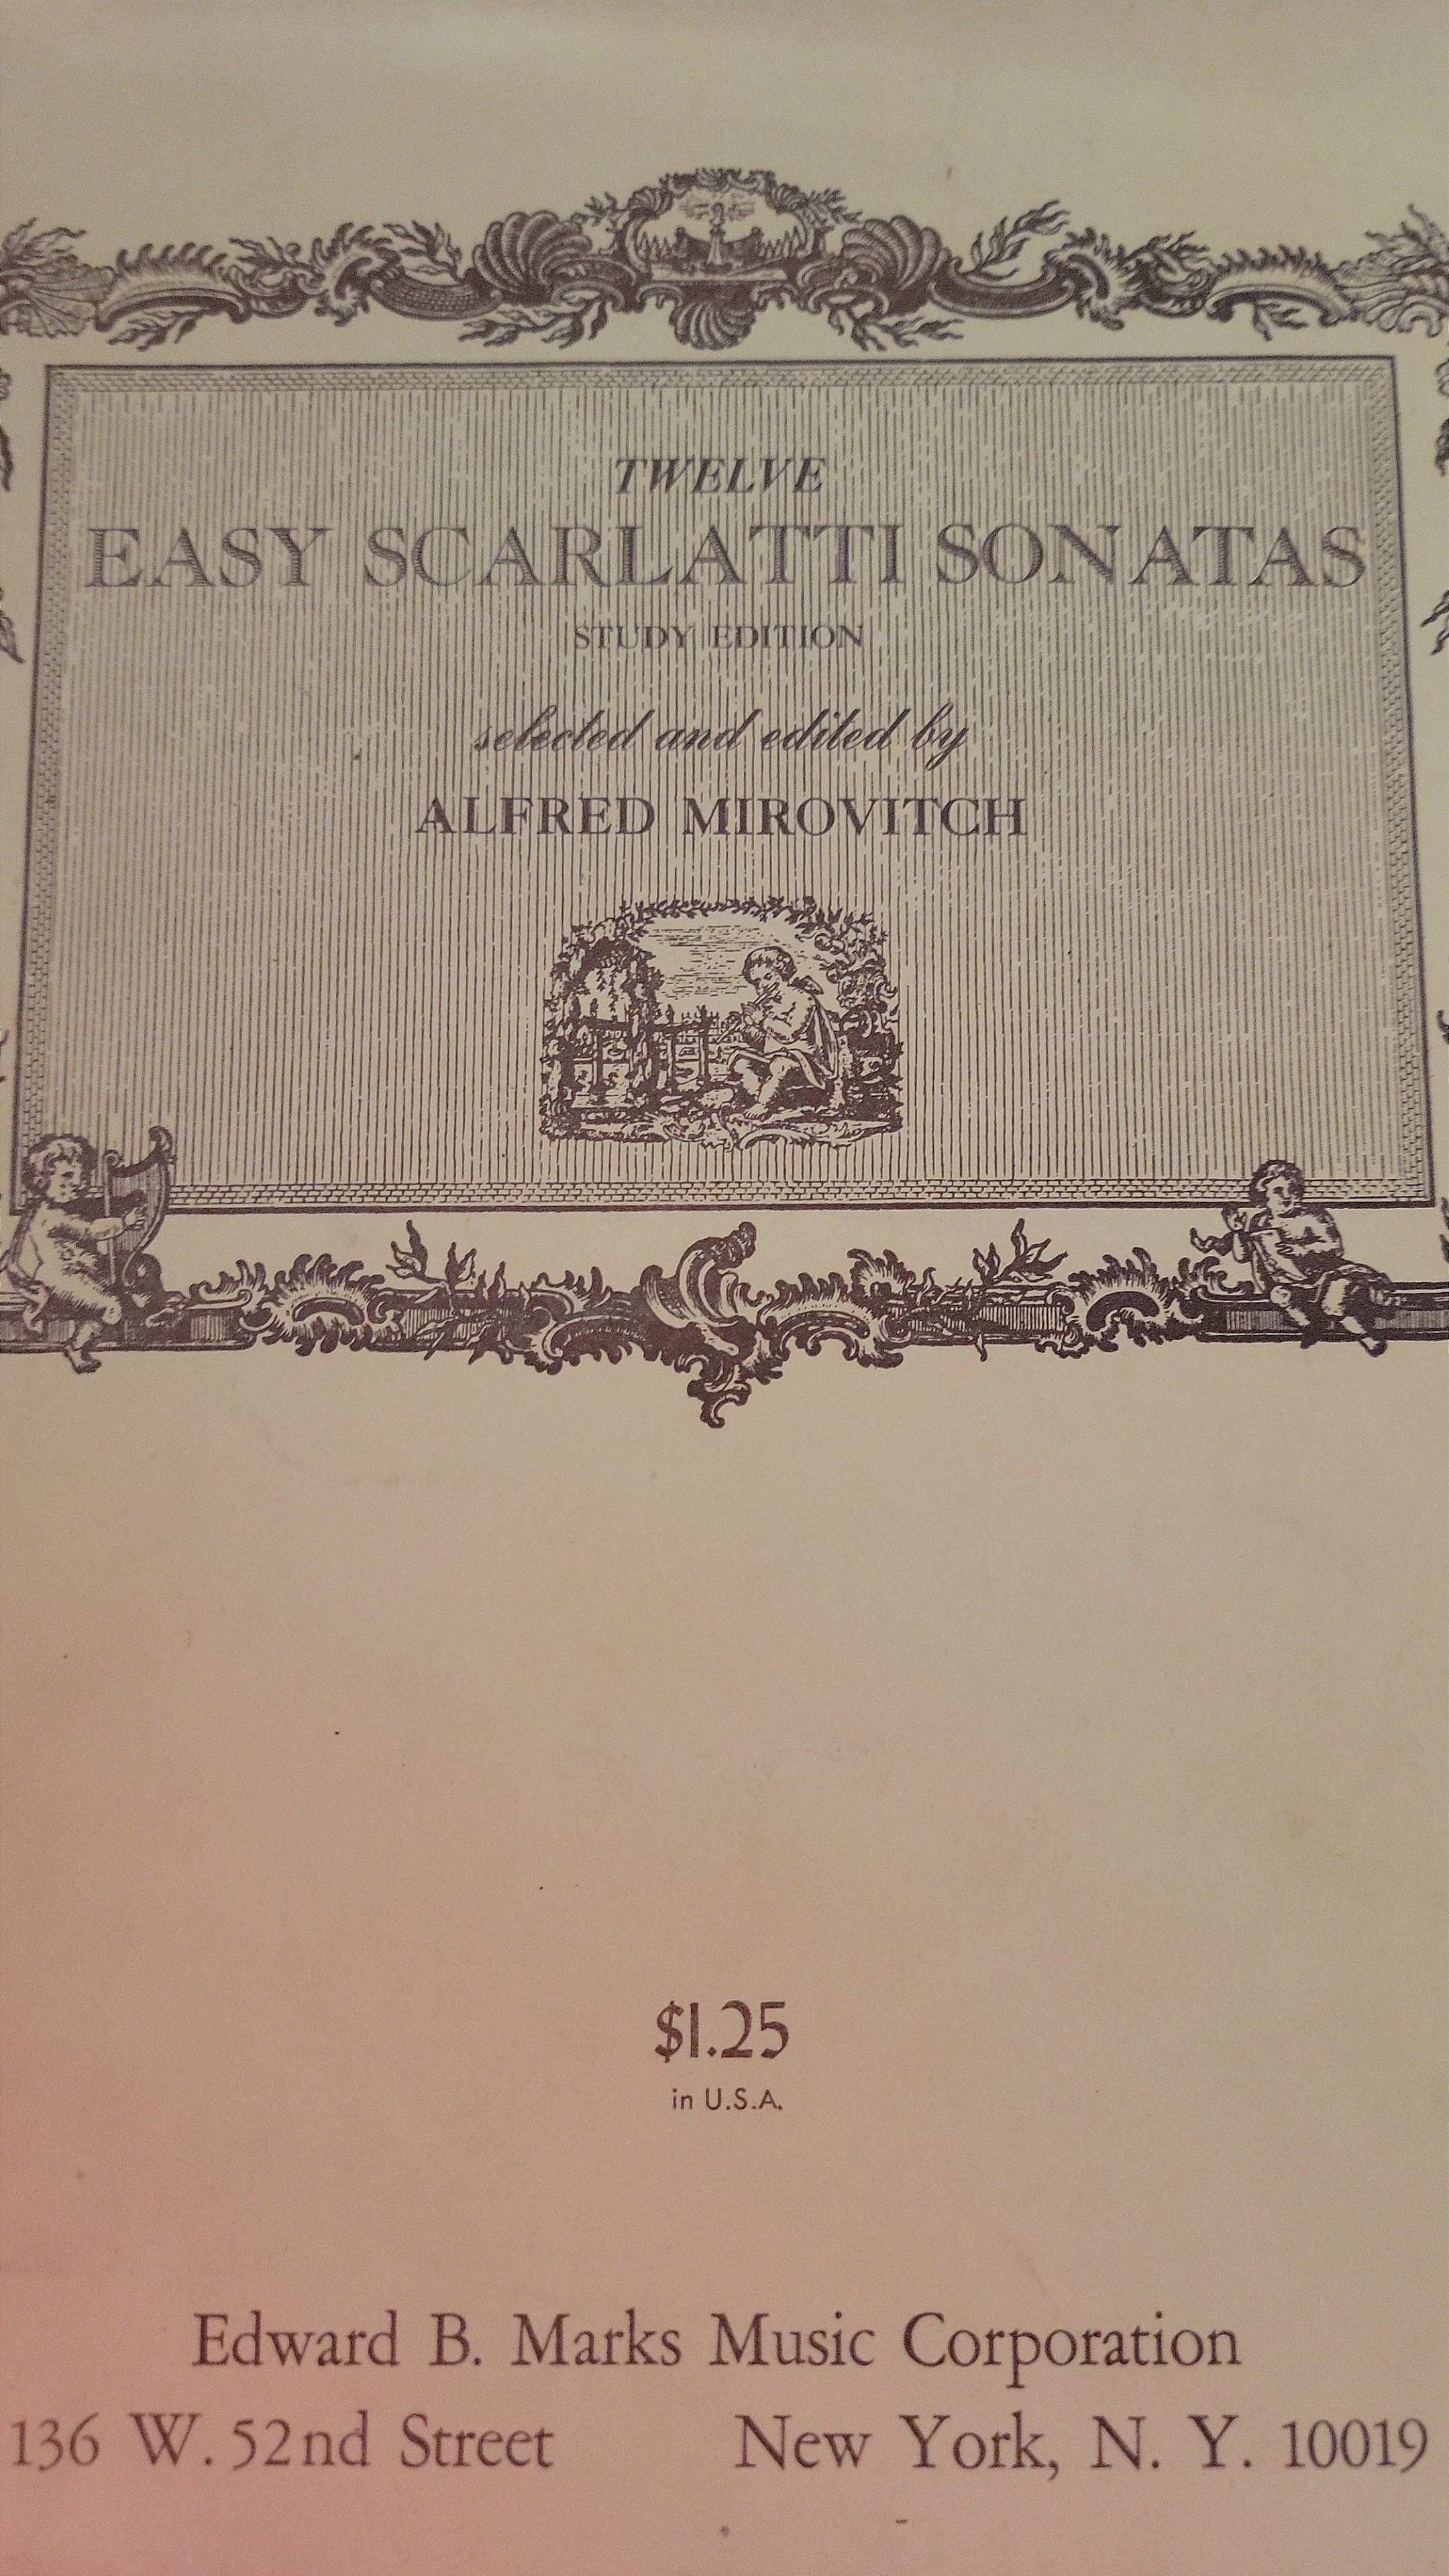 TWELVE
EASY SCARLATTI SONATAS
STUDY EDITION
selected and edited by
ALFRED MIROVITCH
$1.25
in U.S.A.
Edward B. Marks Music Corporation
136 W. 52nd Street New York, N. Y. 10019